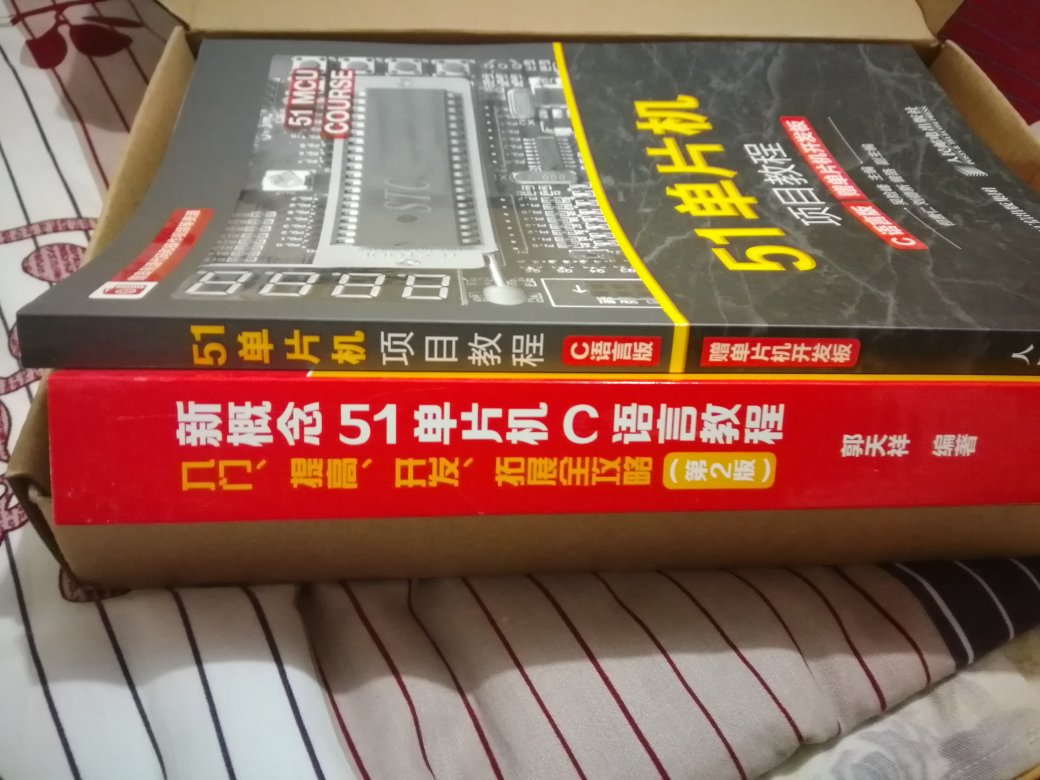 51 MCU
COURSE
STC
51单片机
项目教程
C语言版 赠单片机开发板
51单片机 项目教程 C语言版 赠单片机开发板 人
新概念 51 单片机 C 语言教程
入门、提高、开发、拓展全攻略 (第2版)
郭天祥 编著